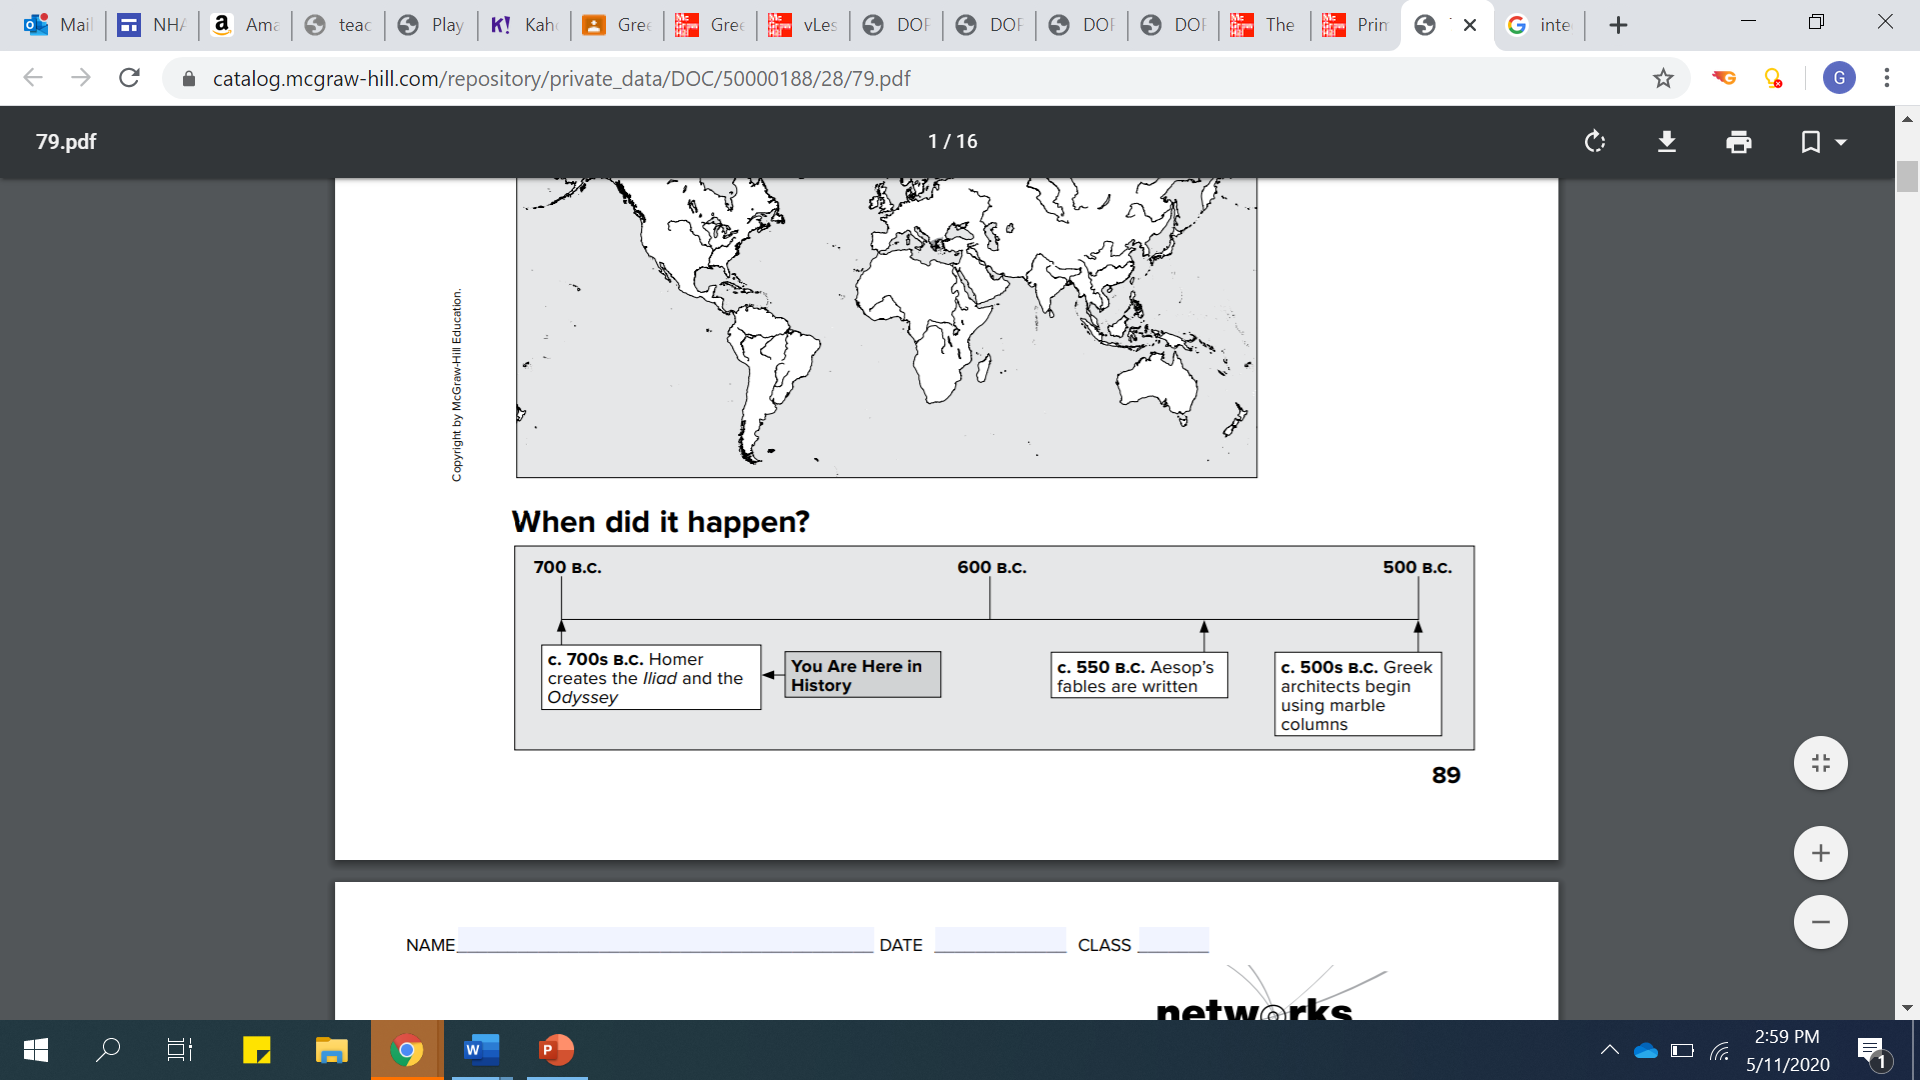 Mail
NHA
Ama
teac
Play
K!
Kah
Gre
Gree
vLes
DOF
DOF
DOF
DOF
The
Prin
inte
catalog.mcgraw-hill.com/repository/private_data/DOC/50000188/28/79.pdf
G
79.pdf
1 / 16
Copyright by McGraw-Hill Education.
When did it happen?
700 B.C.
600 B.C.
500 B.C.
c. 700s B.C. Homer
creates the Iliad and the
Odyssey
You Are Here in
History
c. 550 B.C. Aesop's
fables are written
c. 500s B.C. Greek
architects begin
using marble
columns
89
NAME
DATE
CLASS
networks
2:59 PM
5/11/2020
1